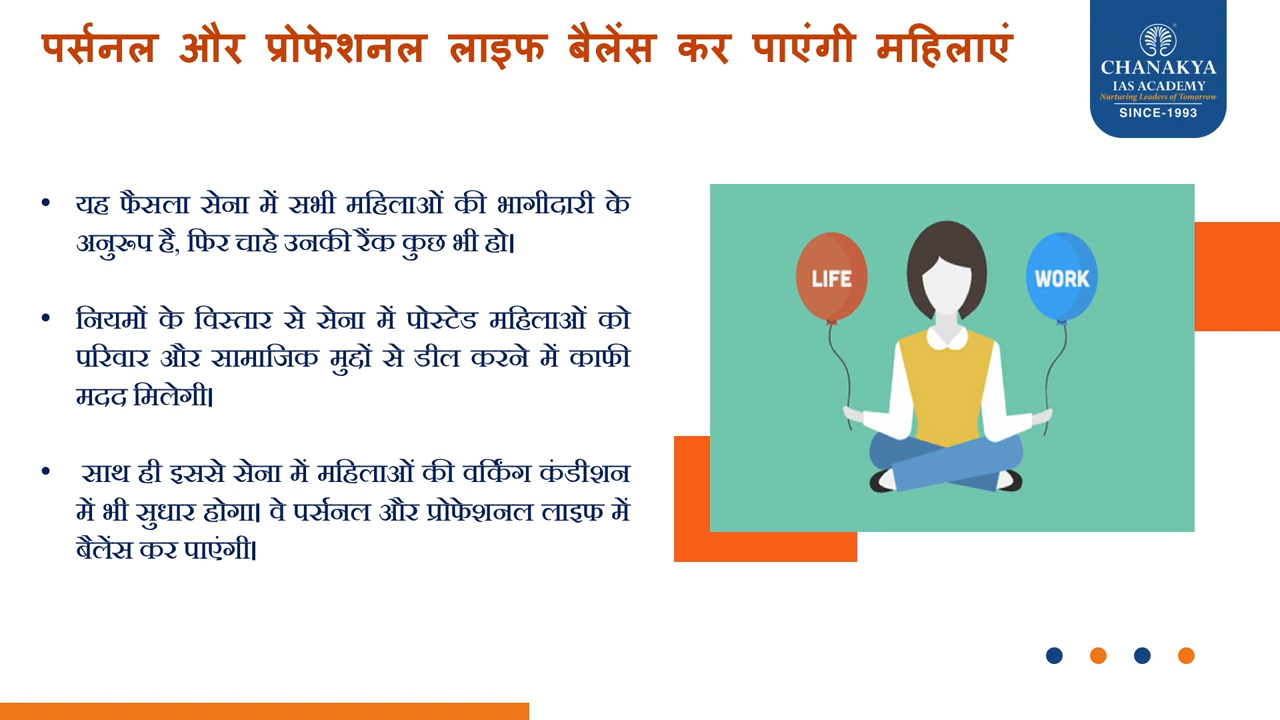 पर्सनल और प्रोफेशनल लाइफ बैलेंस कर पाएंगी महिलाएं
CHANAKYA
IAS ACADEMY
Nurturing Leaders of Tomorrow
SINCE-1993
• यह फैसला सेना में सभी महिलाओं की भागीदारी के
अनुरूप है, फिर चाहे उनकी रैंक कुछ भी हो।
• नियमों के विस्तार से सेना में पोस्टेड महिलाओं को
परिवार और सामाजिक मुद्दों से डील करने में काफी
मदद मिलेगी।
• साथ ही इससे सेना में महिलाओं की वर्किंग कंडीशन
में भी सुधार होगा। वे पर्सनल और प्रोफेशनल लाइफ में
बैलेंस कर पाएंगी।
LIFE
WORK